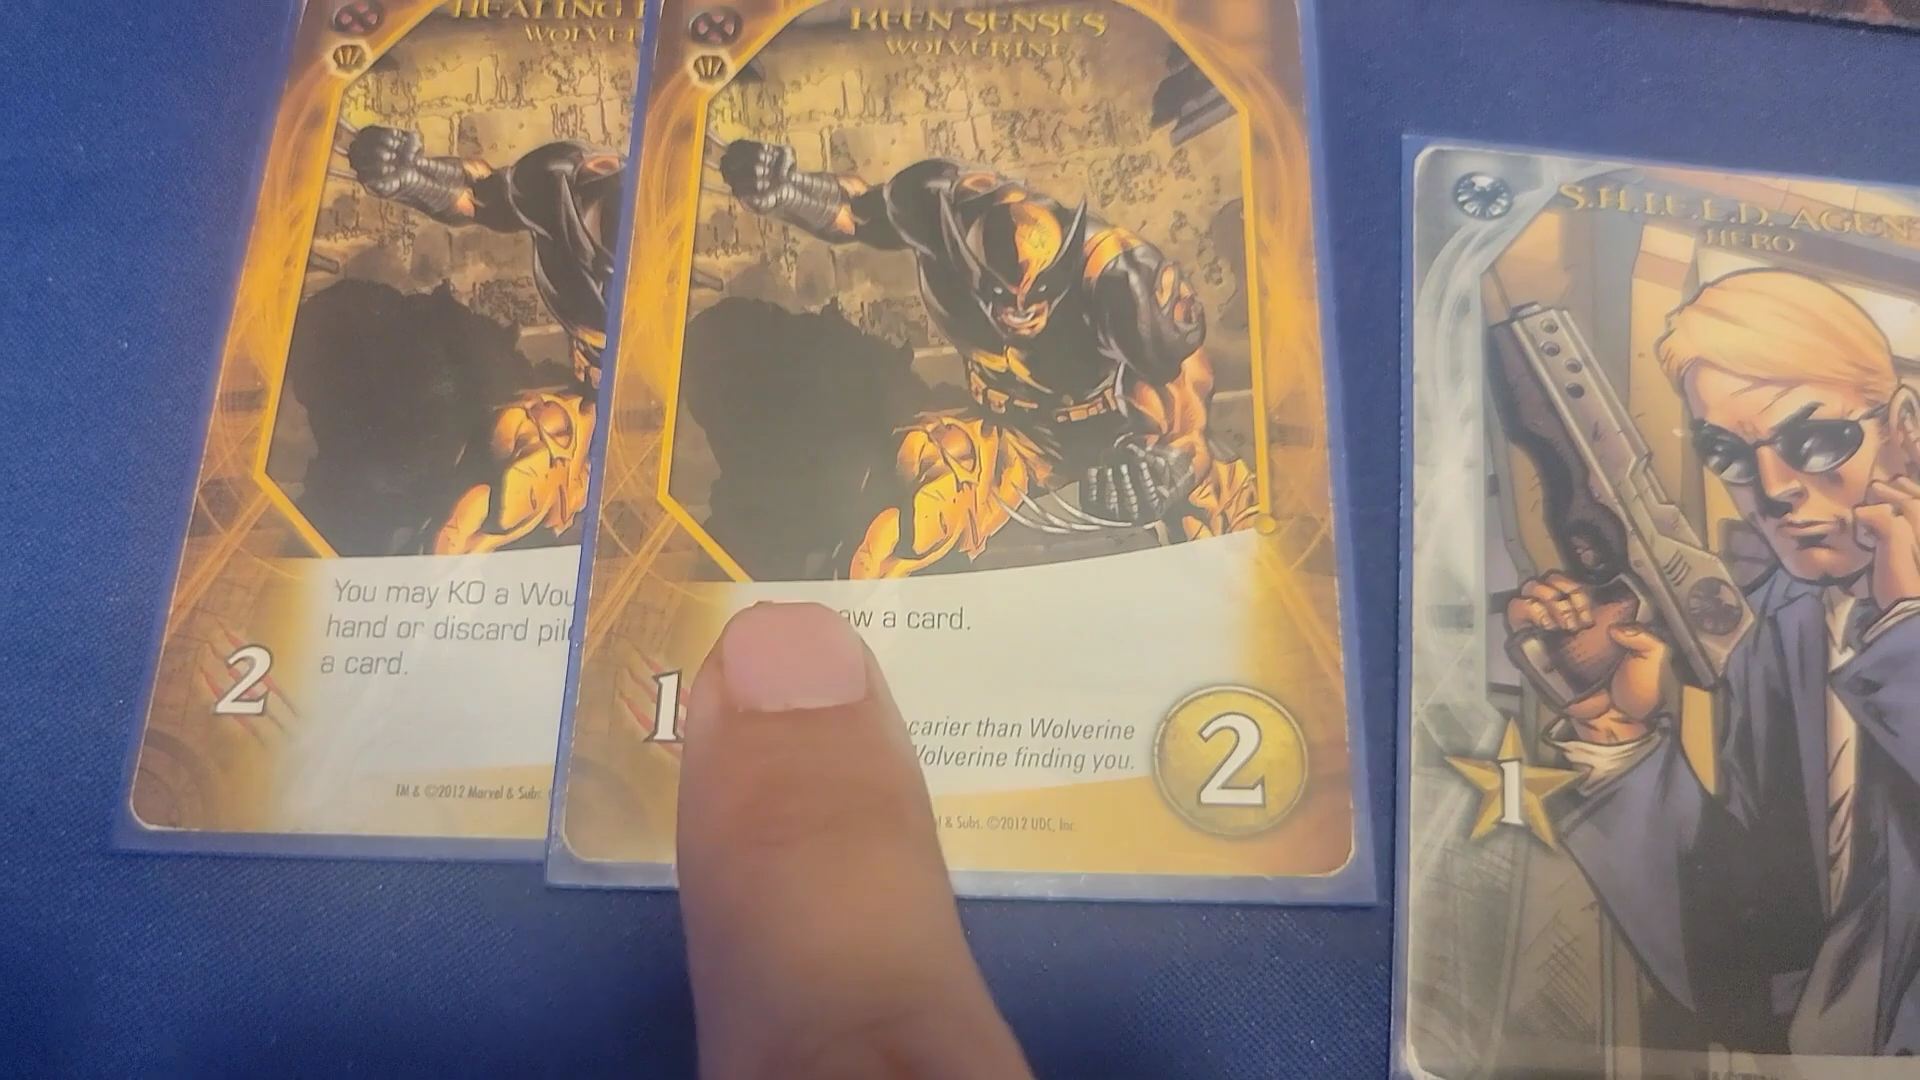 HEALING
WOLVER
You may KO a Wou
hand or discard pil
a card.
2
TM & ©2012 Marvel & Subs.
KEEN SENSES
WOLVERINE
aw a card.
1
carier than Wolverine
Wolverine finding you.
2
l & Subs. ©2012 UDC, Inc.
S.H.I.E.L.D. AGEN
HERO
1